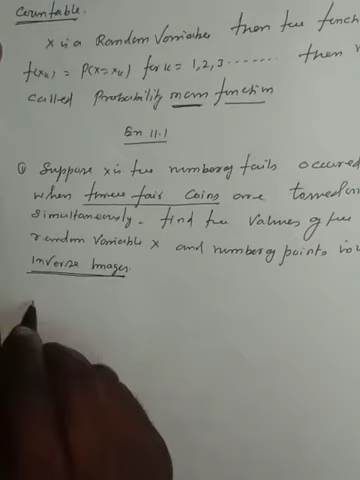 Countable.
X is a Random Variable then the func
f(xk) = P(X=xk) for k = 1,2,3 ....... then
called Probability mass function
Ex 11.1
① Suppose X is the number of tails occured
when three fair coins are tossed on
simultaneously. find the values of the
random variable X and number of points in
Inverse Images.